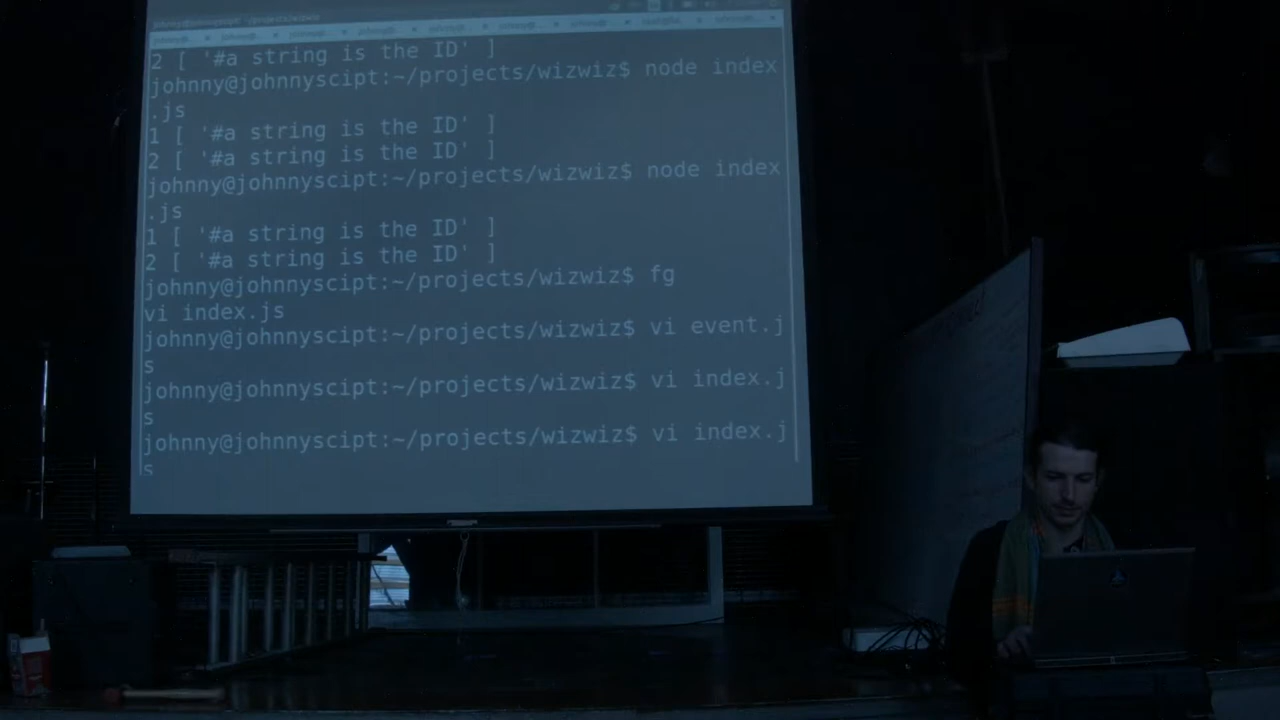 2 [ '#a string is the ID' ]
johnny@johnnyscipt:~/projects/wizwiz$ node index
.js
1 [ '#a string is the ID' ]
2 [ '#a string is the ID' ]
johnny@johnnyscipt:~/projects/wizwiz$ node index
.js
1 [ '#a string is the ID' ]
2 [ '#a string is the ID' ]
johnny@johnnyscipt:~/projects/wizwiz$ fg
vi index.js
johnny@johnnyscipt:~/projects/wizwiz$ vi event.j
s
johnny@johnnyscipt:~/projects/wizwiz$ vi index.j
s
johnny@johnnyscipt:~/projects/wizwiz$ vi index.j
s